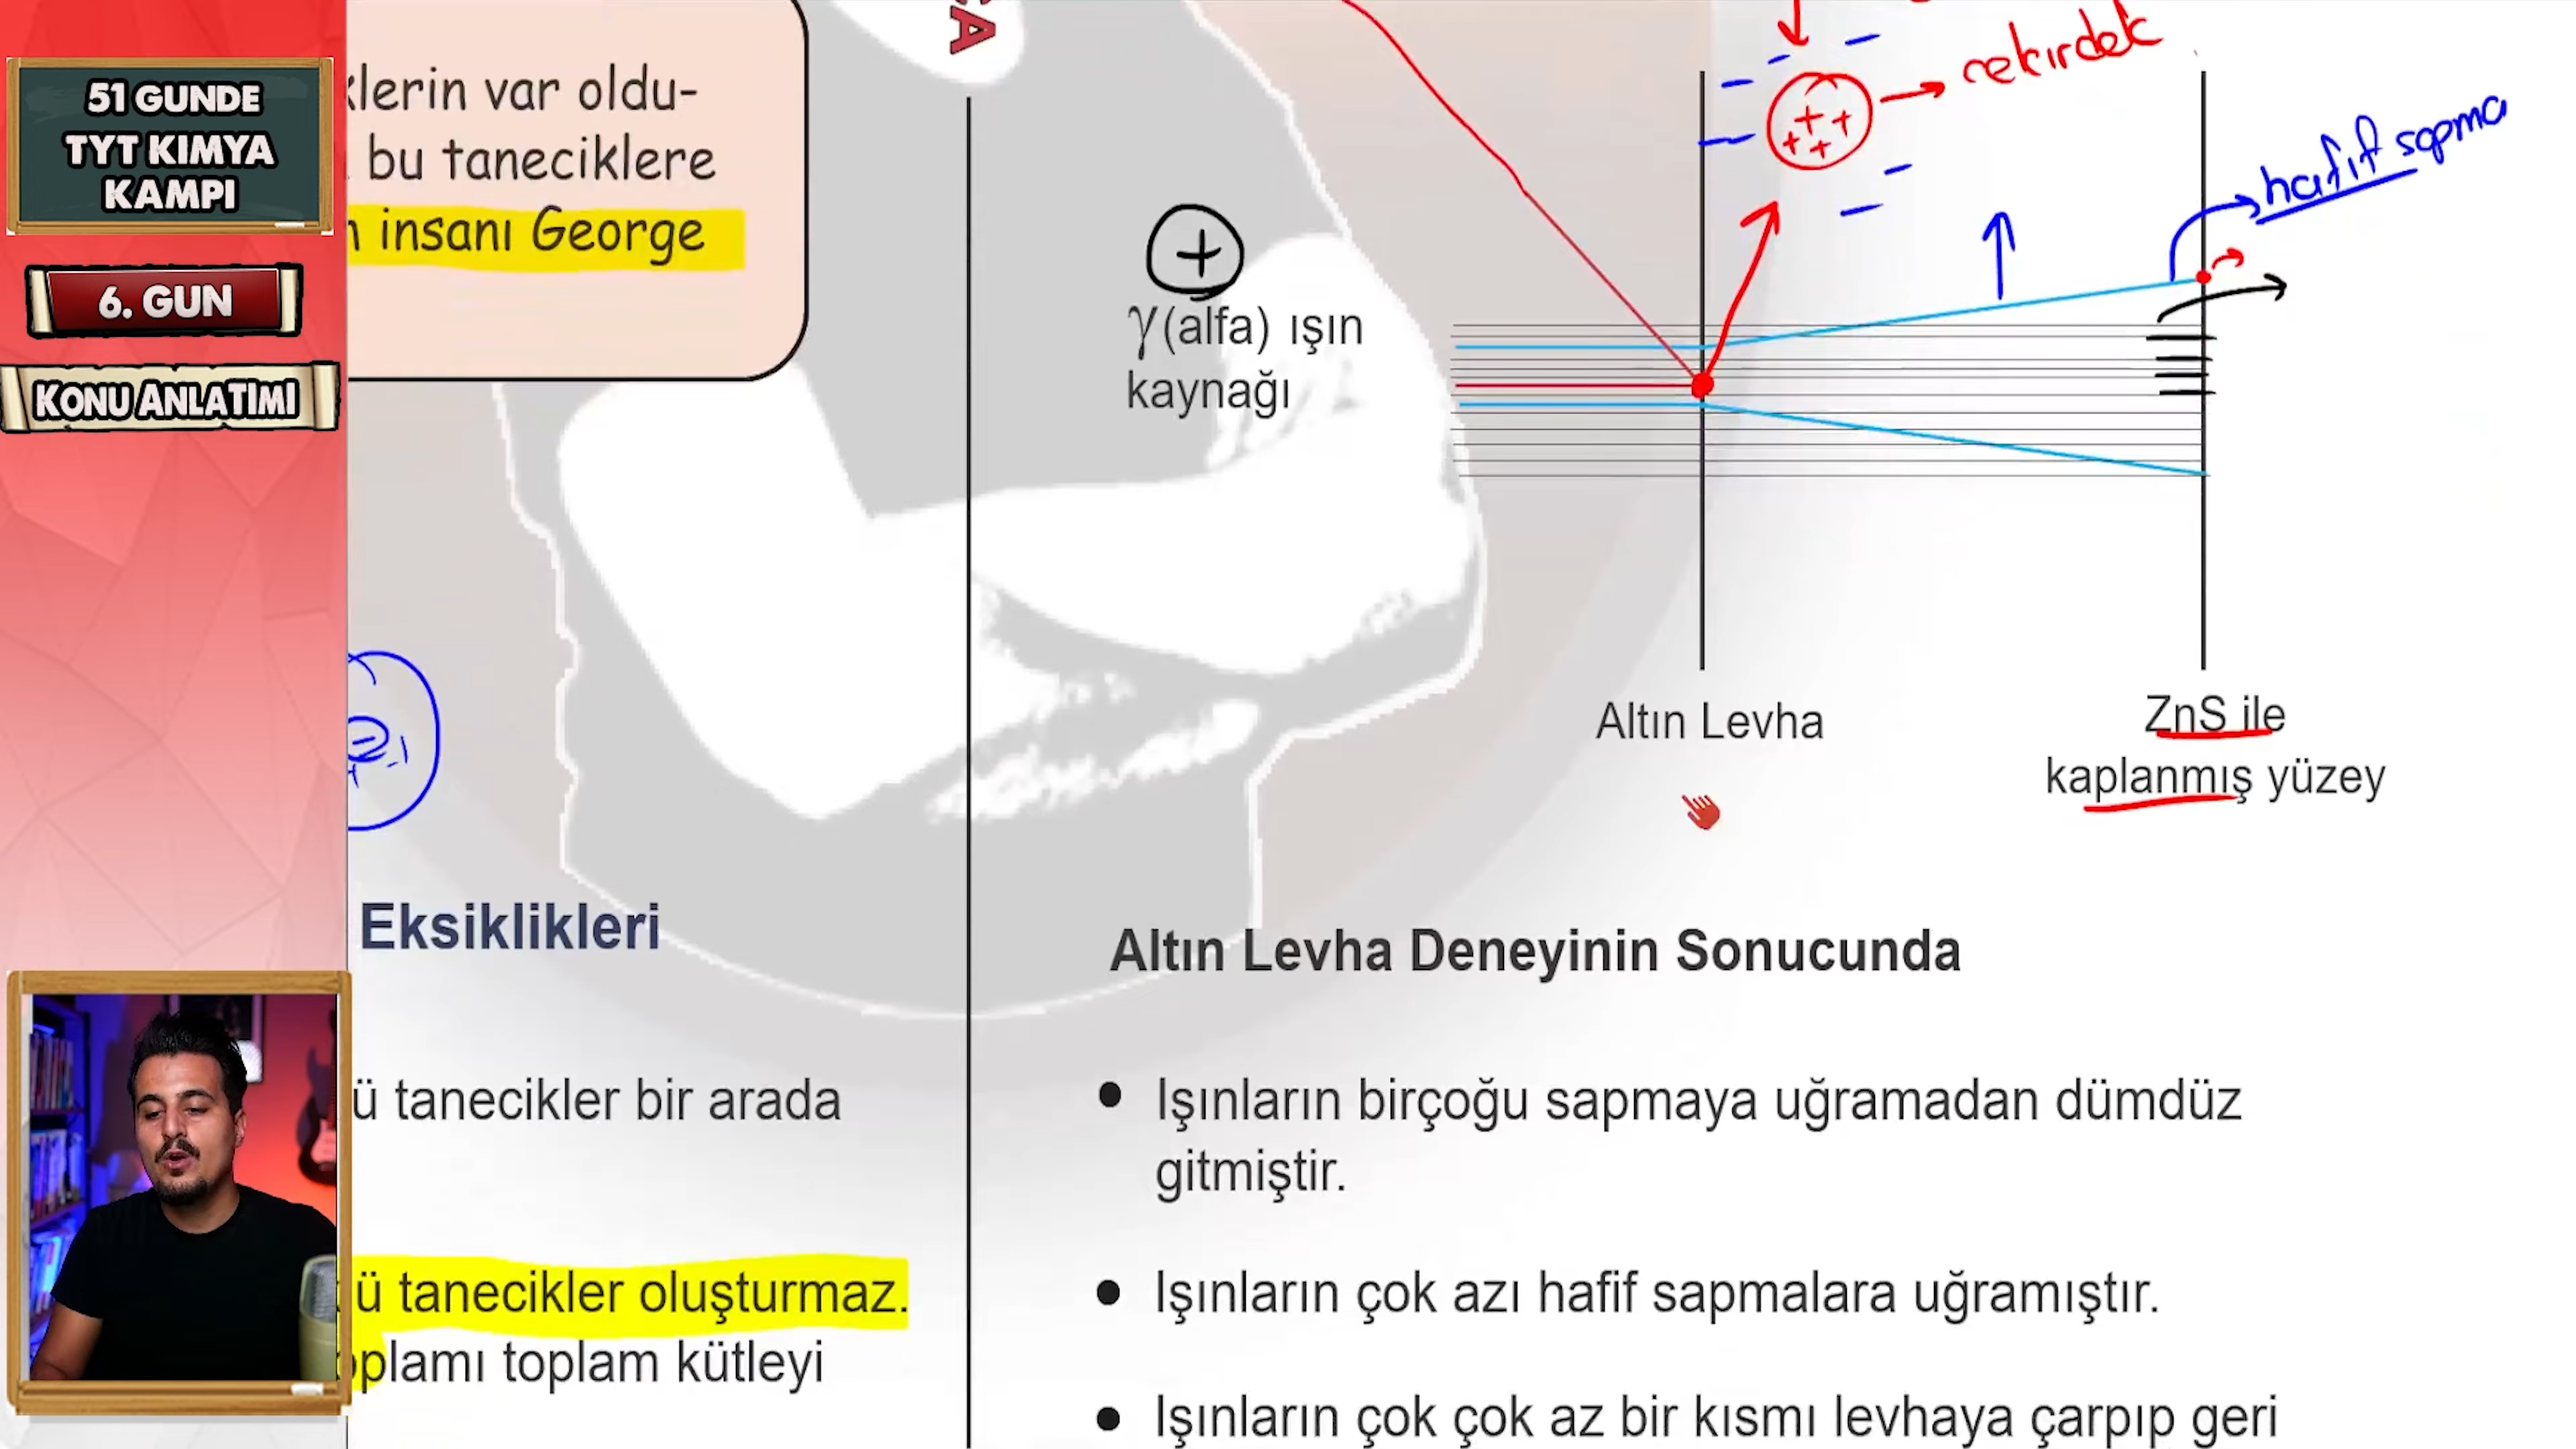 51 GUNDE
TYT KIMYA
KAMPI
6. GUN
KONU ANLATIMI
klerin var oldu-
bu taneciklere
insanı George
CA
+
γ(alfa) ışın
kaynağı
çekirdek
hafif sapma
+ + + +
Altın Levha
ZnS ile
kaplanmış yüzey
-1
Eksiklikleri
ü tanecikler bir arada
ü tanecikler oluşturmaz.
oplamı toplam kütleyi
Altın Levha Deneyinin Sonucunda
• Işınların birçoğu sapmaya uğramadan dümdüz
gitmiştir.
• Işınların çok azı hafif sapmalara uğramıştır.
• Işınların çok çok az bir kısmı levhaya çarpıp geri